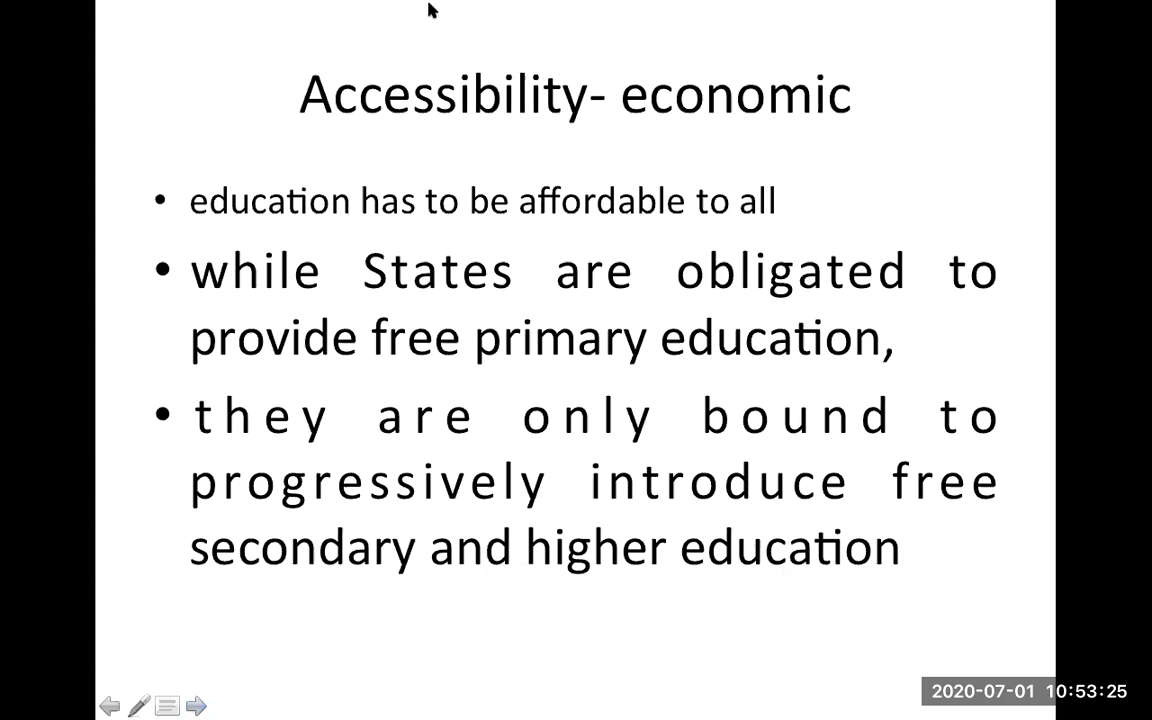 Accessibility- economic
• education has to be affordable to all
• while States are obligated to
provide free primary education,
• they are only bound to
progressively introduce free
secondary and higher education
2020-07-01 10:53:25